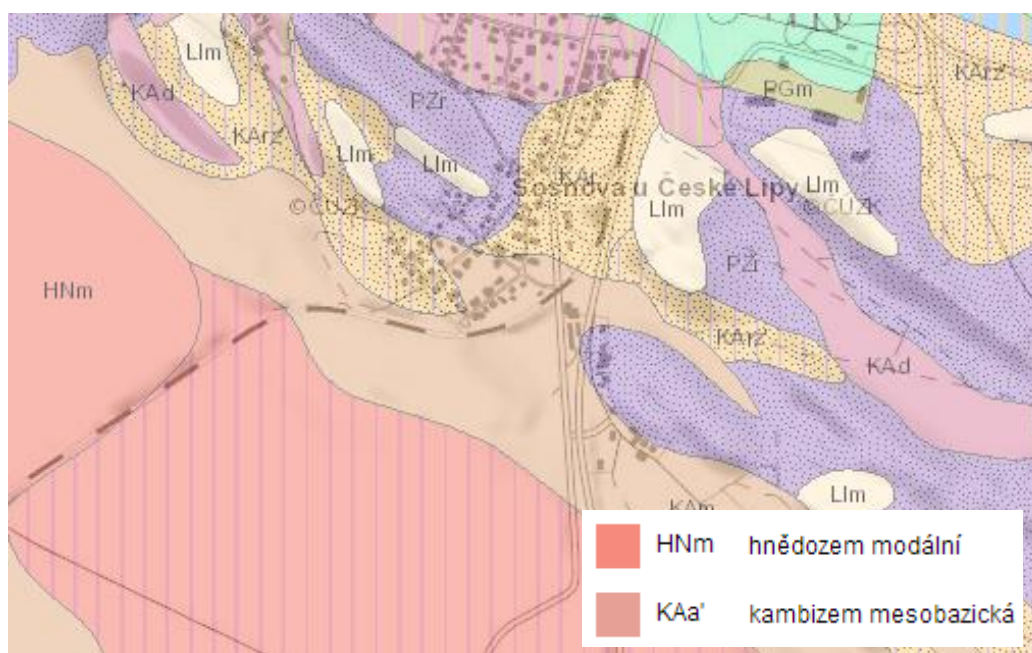 LIm
KAd
KArz'
PZr
PGm
KArz'
LIm
LIm
LIm
Sosnová u České Lípy
LIm
©ČÚZK
LIm
©ČÚZK
HNm
PZr
KArz'
KAd
LIm
KAm
HNm hnědozem modální
KAa' kambizem mesobazická